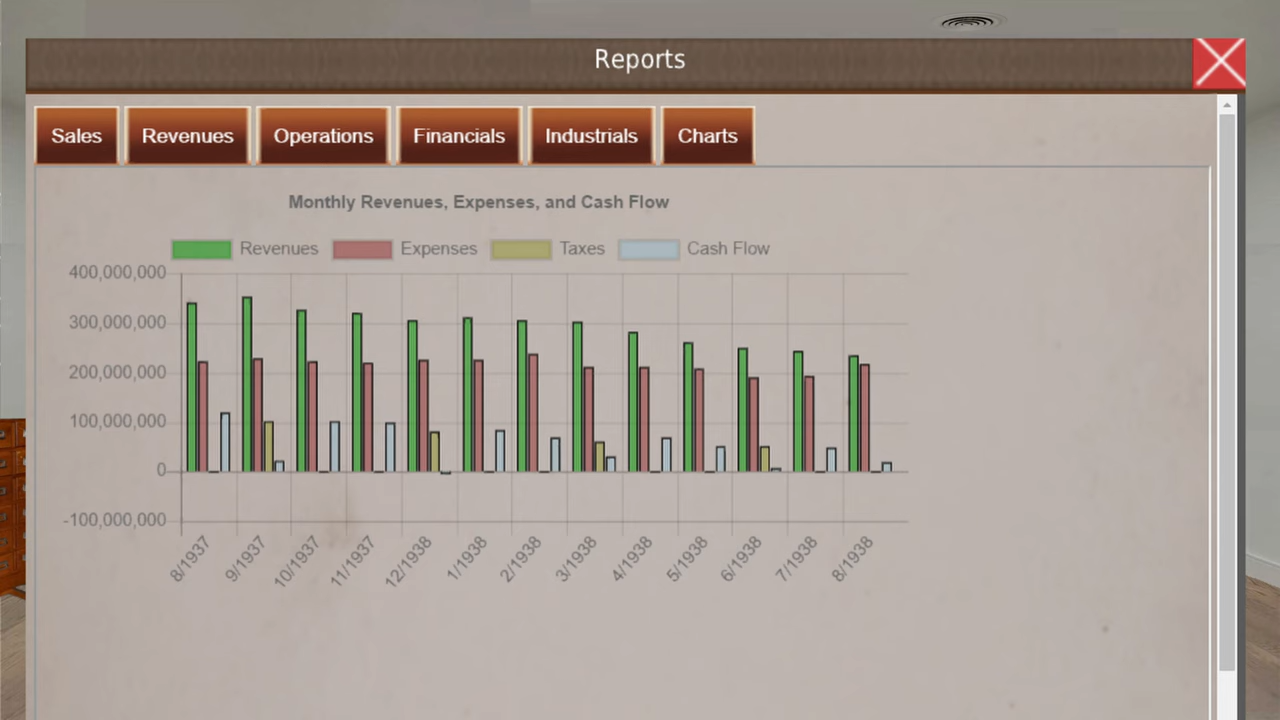 Reports
Sales Revenues Operations Financials Industrials Charts
Monthly Revenues, Expenses, and Cash Flow
Revenues Expenses Taxes Cash Flow
400,000,000
300,000,000
200,000,000
100,000,000
0
-100,000,000
8/1937 9/1937 10/1937 11/1937 12/1938 1/1938 2/1938 3/1938 4/1938 5/1938 6/1938 7/1938 8/1938